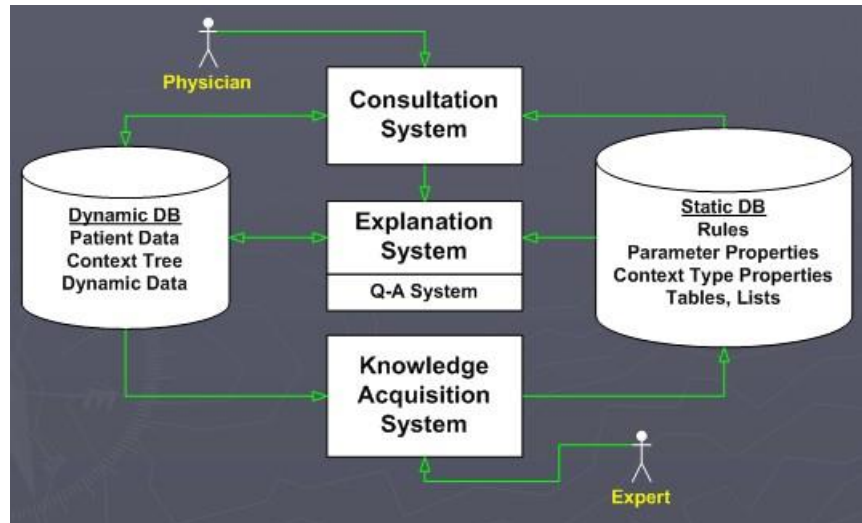 Physician
Consultation
System
Dynamic DB
Patient Data
Context Tree
Dynamic Data
Explanation
System
Q-A System
Static DB
Rules
Parameter Properties
Context Type Properties
Tables, Lists
Knowledge
Acquisition
System
Expert